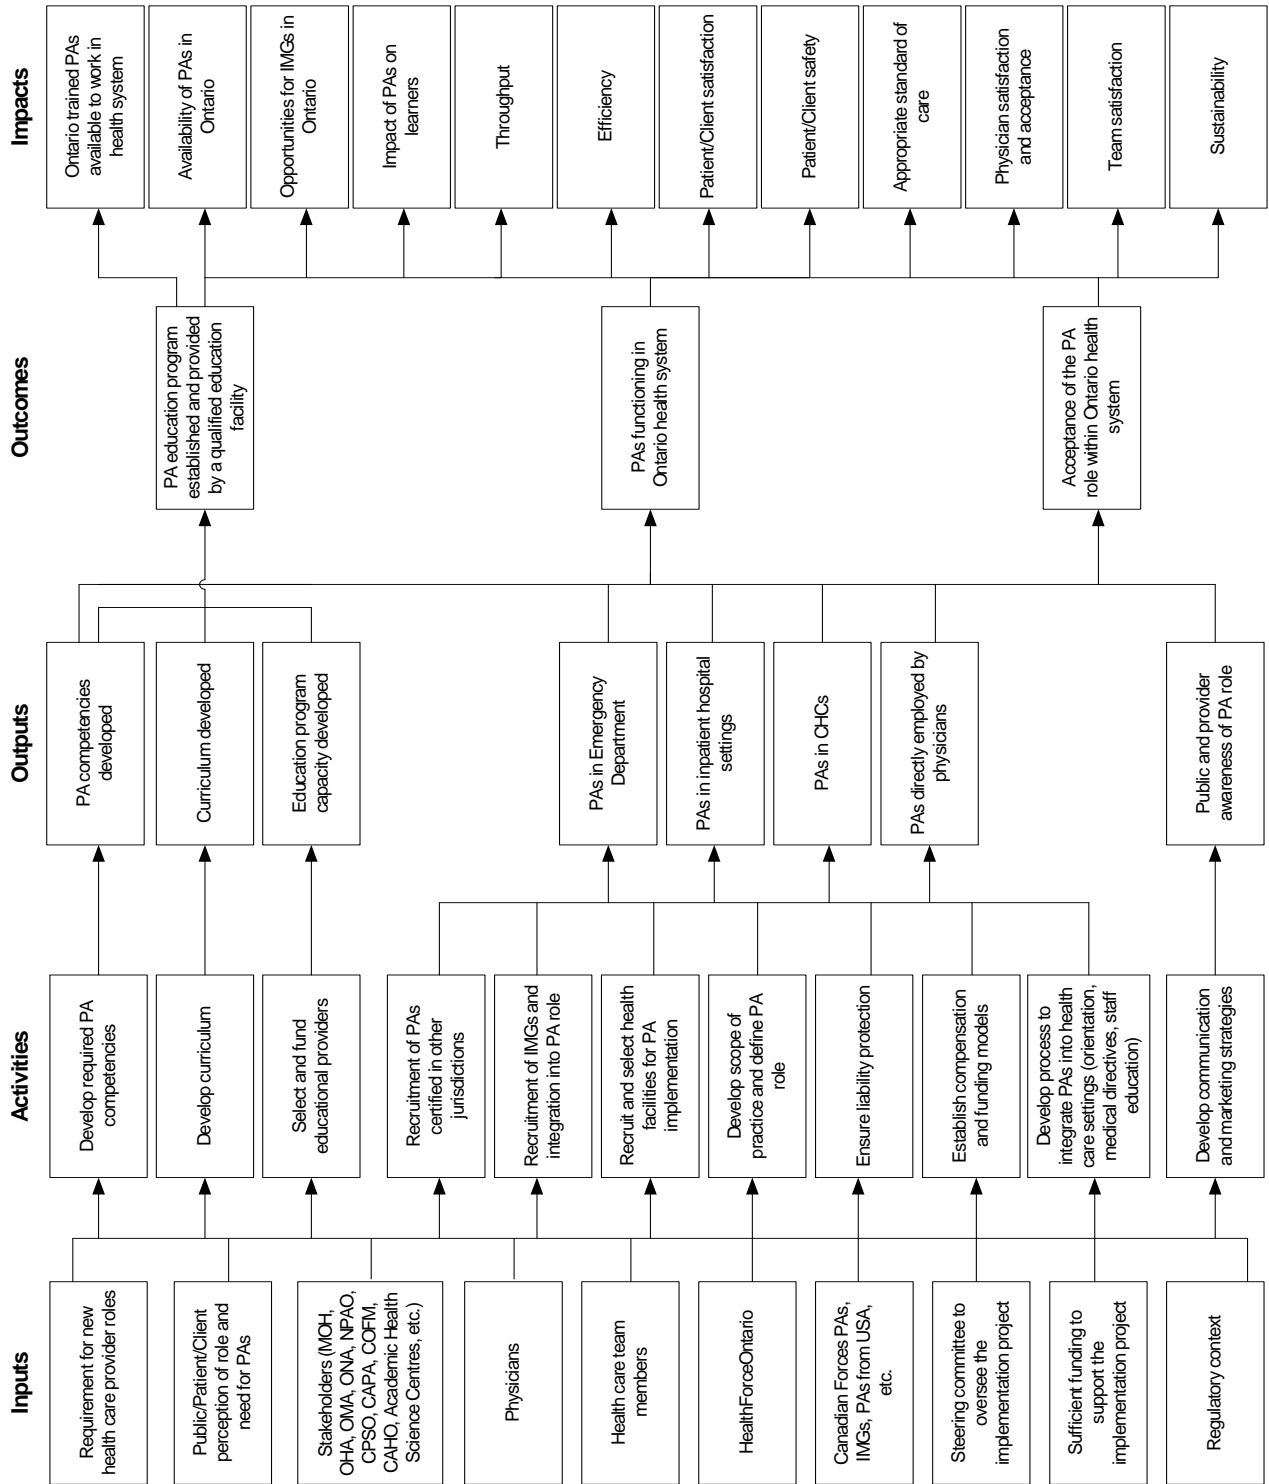 Inputs
Requirement for new
health care provider roles
Public/Patient/Client
perception of role and
need for PAs,
Stakeholders (MOH,
OHA, OMA, ONA, NPAO,
CPSO, CAPA, COFM,
CAHO, Academic Health
Science Centres, etc.)
Physicians
Health care team
members
HealthForceOntario
Canadian Forces PAs,
IMGs, PAs from USA,
etc.
Steering committee to
oversee the
implementation project
Sufficient funding to
support the
implementation project
Regulatory context
Activities
Develop required PA
competencies
Develop curriculum
Select and fund
educational providers
Recruitment of PAs
certified in other
jurisdictions
Recruitment of IMGs and
integration into PA role
Recruit and select health
facilities for PA
implementation
Develop scope of
practice and define PA
role
Ensure liability protection
Establish compensation
and funding models
Develop process to
integrate PAs into health
care settings (orientation,
medical directives, staff
education)
Develop communication
and marketing strategies
Outputs
PA competencies
developed
Curriculum developed
Education program
capacity developed
PAs in Emergency
Department
PAs in inpatient hospital
settings
PAs in CHCs
PAs directly employed by
physicians
Public and provider
awareness of PA role
Outcomes
PA education program
established and provided
by a qualified education
facility
PAs functioning in
Ontario health system
Acceptance of the PA
role within Ontario health
system
Impacts
Ontario trained PAs
available to work in
health system
Availability of PAs in
Ontario
Opportunities for IMGs in
Ontario
Impact of PAs on
learners
Throughput
Efficiency
Patient/Client satisfaction
Patient/Client safety
Appropriate standard of
care
Physician satisfaction
and acceptance
Team satisfaction
Sustainability